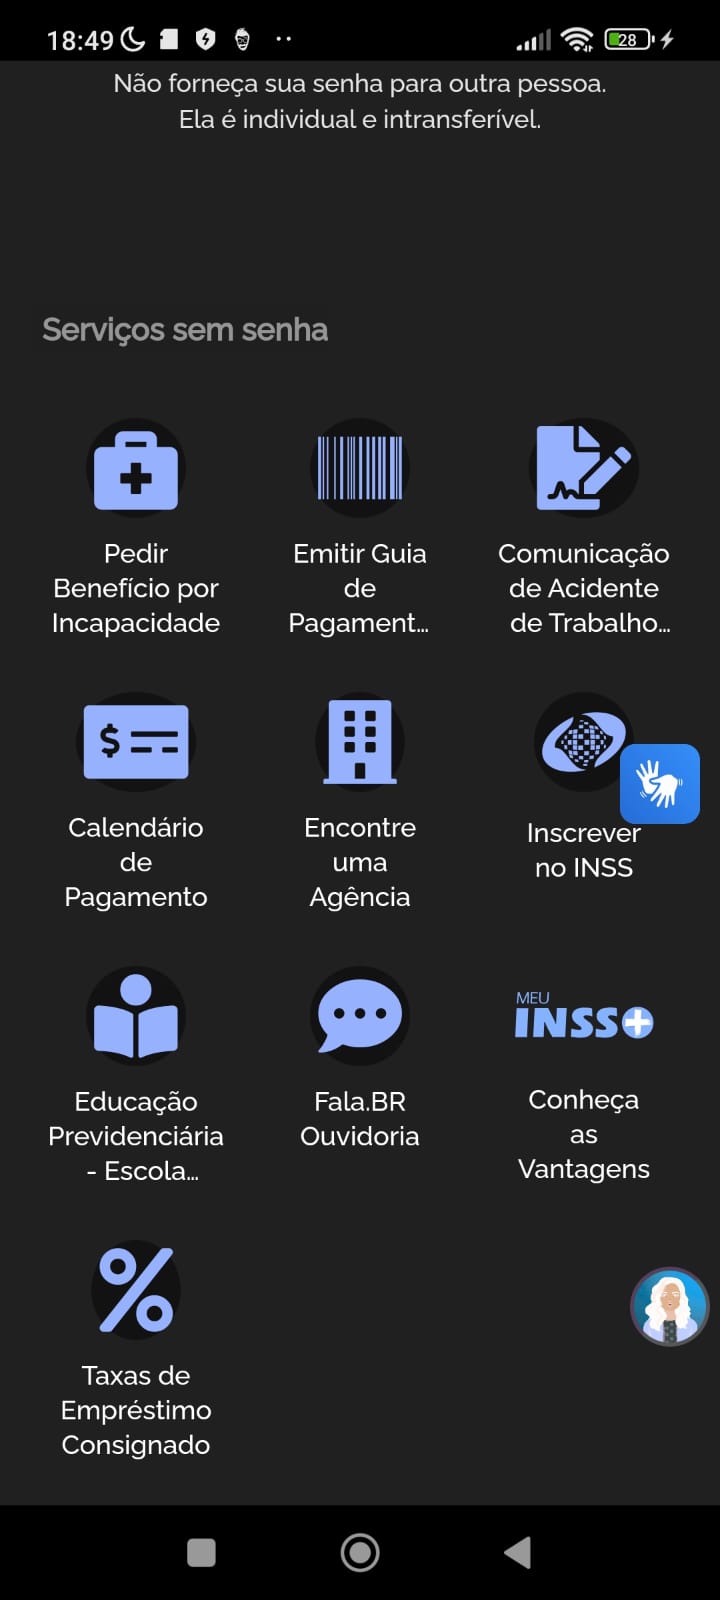 18:49
28
Não forneça sua senha para outra pessoa.
Ela é individual e intransferível.
Serviços sem senha
Pedir
Benefício por
Incapacidade
Emitir Guia
de
Pagament...
Comunicação
de Acidente
de Trabalho...
$
Calendário
de
Pagamento
Encontre
uma
Agência
Inscrever
no INSS
Educação
Previdenciária
- Escola...
Fala.BR
Ouvidoria
MEU
INSS+
Conheça
as
Vantagens
%
Taxas de
Empréstimo
Consignado